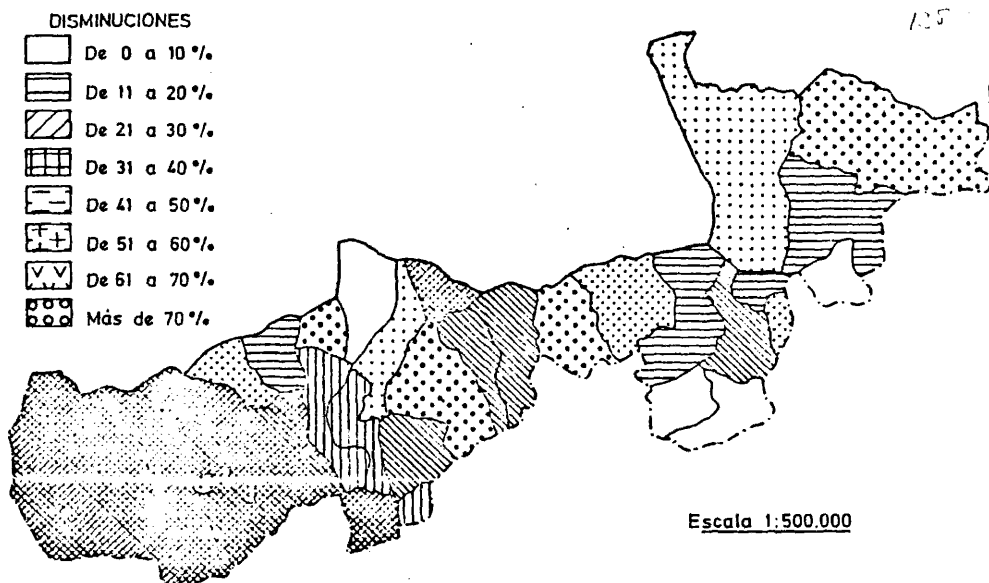 DISMINUCIONES
De 0 a 10%
De 11 a 20%
De 21 a 30%
De 31 a 40%
De 41 a 50%
De 51 a 60%
De 61 a 70%
Más de 70%
125
Escala 1:500.000